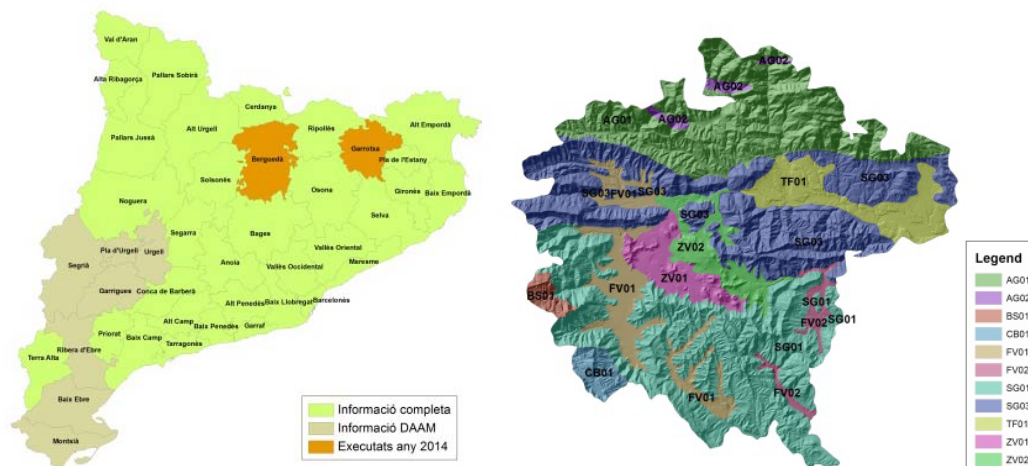 Val d'Aran
Alta Ribagorça
Pallars Sobirà
Cerdanya
Pallars Jussà
Alt Urgell
Berguedà
Ripollès
Garrotxa
Alt Empordà
Pla de l'Estany
Solsonès
Osona
Gironès
Baix Empordà
Noguera
Selva
Segarra
Bages
Vallès Oriental
Pla d'Urgell
Urgell
Segrià
Anoia
Vallès Occidental
Maresme
Garrigues
Conca de Barberà
Alt Penedès
Baix Llobregat
Barcelonès
Alt Camp
Baix Penedès
Garraf
Priorat
Baix Camp
Tarragonès
Ribera d'Ebre
Terra Alta
Baix Ebre
Montsià
Informació completa
Informació DAAM
Executats any 2014
AG02
AG02
AG01
AG02
SG03
FV01
SG03
TF01
SG03
SG03
ZV02
SG03
ZV01
FV01
BS01
SG01
FV02
SG01
SG01
CB01
FV01
FV02
Legend
AG01
AG02
BS01
CB01
FV01
FV02
SG01
SG03
TF01
ZV01
ZV02